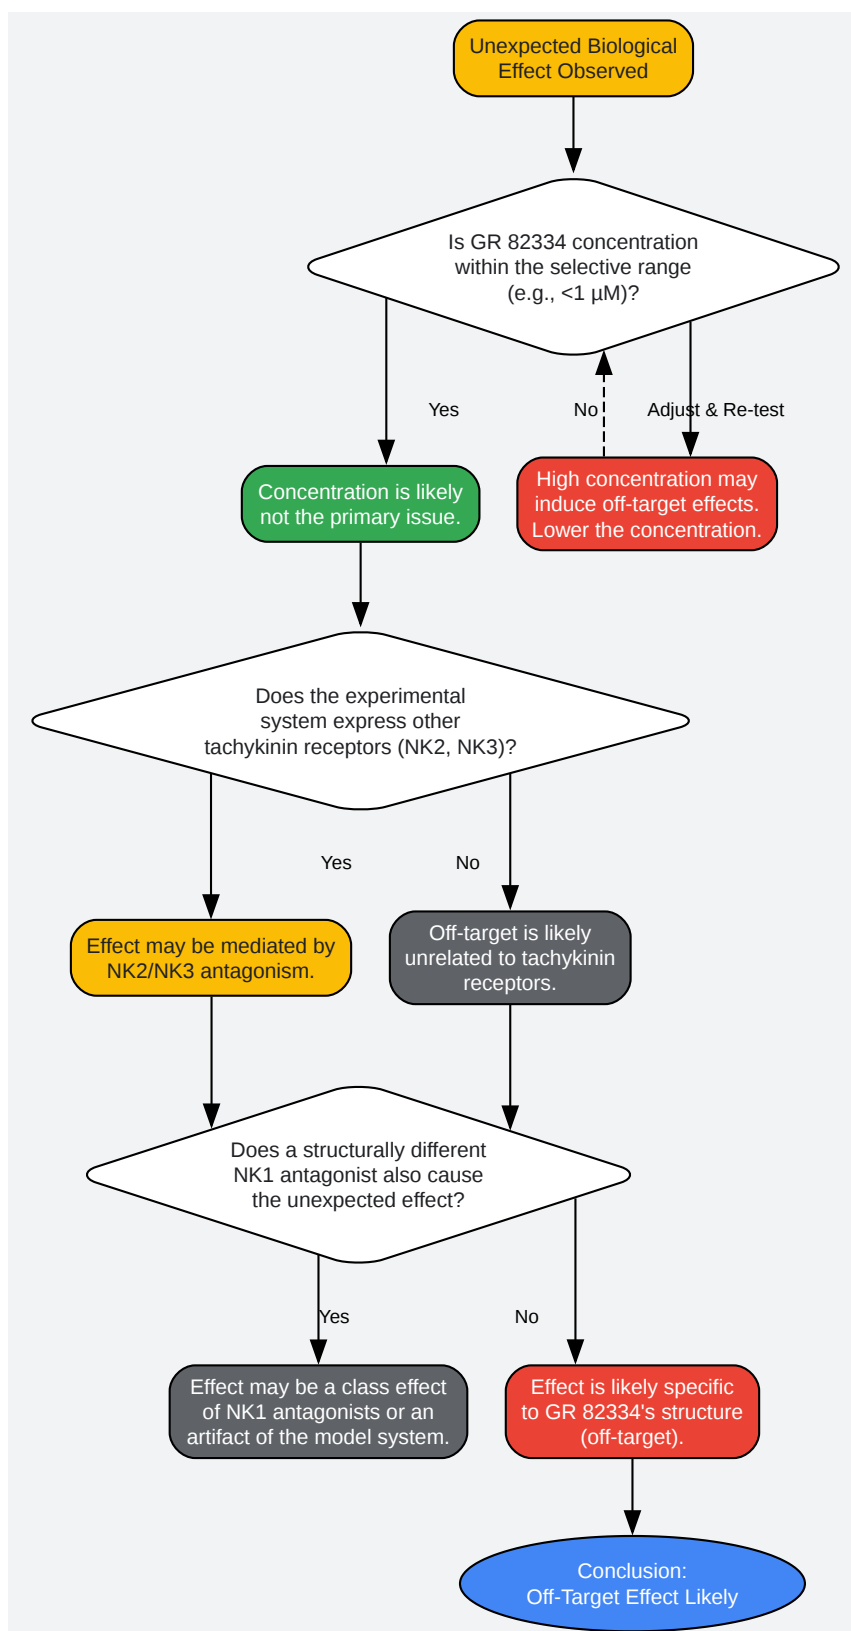 Unexpected Biological
Effect Observed
Is GR 82334 concentration
within the selective range
(e.g., <1 µM)?
Yes
No
Adjust & Re-test
Concentration is likely
not the primary issue.
High concentration may
induce off-target effects.
Lower the concentration.
Does the experimental
system express other
tachykinin receptors (NK2, NK3)?
Yes
No
Effect may be mediated by
NK2/NK3 antagonism.
Off-target is likely
unrelated to tachykinin
receptors.
Does a structurally different
NK1 antagonist also cause
the unexpected effect?
Yes
No
Effect may be a class effect
of NK1 antagonists or an
artifact of the model system.
Effect is likely specific
to GR 82334's structure
(off-target).
Conclusion:
Off-Target Effect Likely